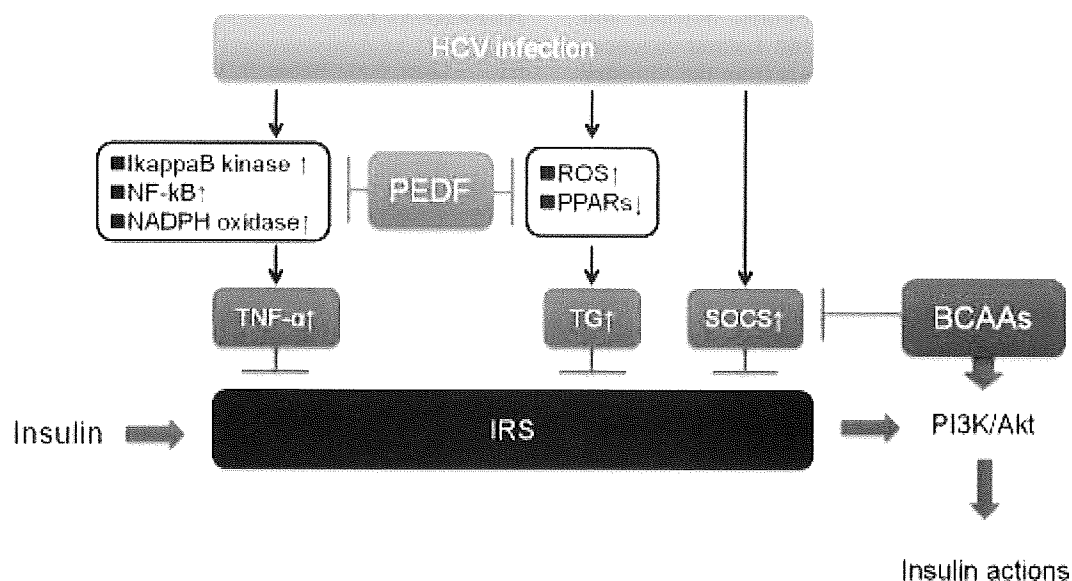 HCV infection
■IkappaB kinase ↑
■NF-kB↑
■NADPH oxidase↑
PEDF
■ROS↑
■PPARs↓
TNF-α↑
TG↑
SOCS↑
BCAAs
Insulin
IRS
PI3K/Akt
Insulin actions